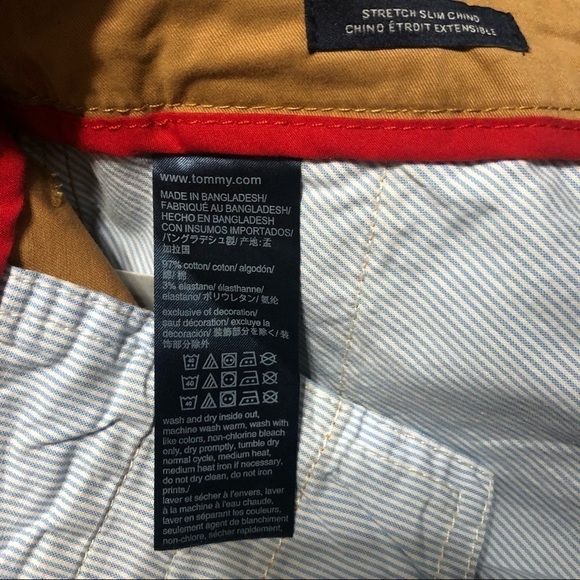 STRETCH SLIM CHINO
CHINO ÉTROIT EXTENSIBLE
www.tommy.com
MADE IN BANGLADESH/
FABRIQUÉ AU BANGLADESH/
HECHO EN BANGLADESH
CON INSUMOS IMPORTADOS/
バングラデシュ製/产地:孟
加拉国
97% cotton/ coton/ algodón/
綿/ 棉
3% elastane/ élasthanne/
elastano/ ポリウレタン/ 氨纶
exclusive of decoration/
sauf décoration/ excluye la
decoración/ 装飾部分を除く/ 装
饰部分除外
40
40
40
wash and dry inside out,
machine wash warm, wash with
like colors, non-chlorine bleach
only, dry promptly, tumble dry
normal cycle, medium heat,
medium heat iron if necessary,
do not dry clean, do not iron
prints./
laver et sécher à l'envers, laver à
la machine à l'eau chaude,
laver en séparant les couleurs,
seulement agent de blanchiment
non chloré, sécher rapidement,